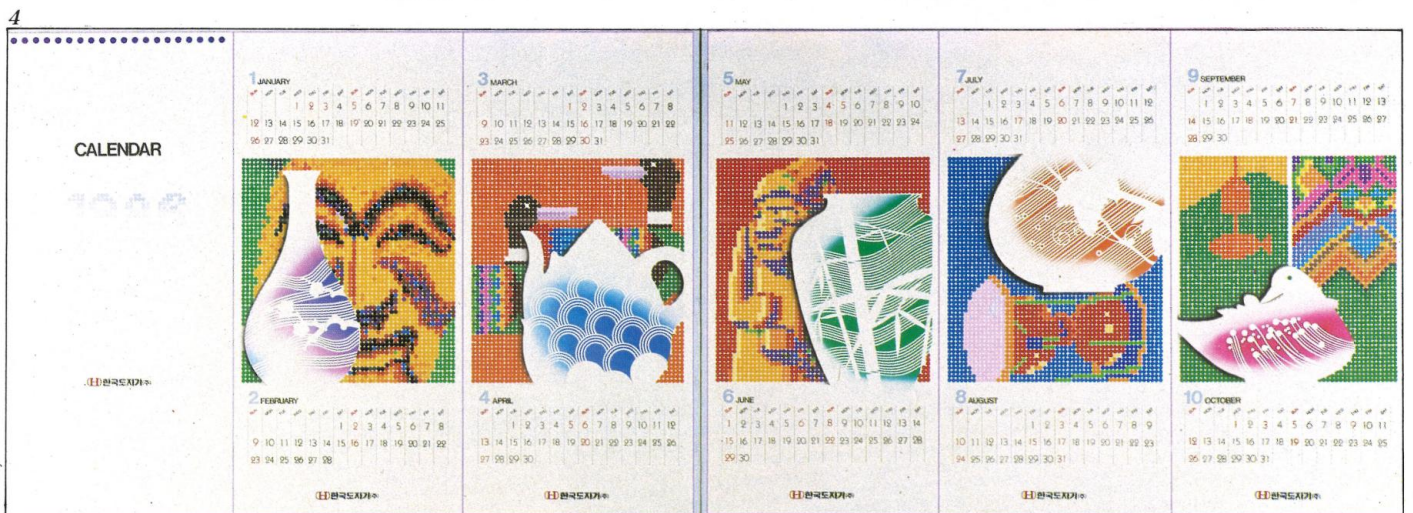 4
CALENDAR
한국도자기㈜
1 JANUARY
1 2 3 4 5 6 7 8 9 10 11
12 13 14 15 16 17 18 19 20 21 22 23 24 25
26 27 28 29 30 31
2 FEBRUARY
1 2 3 4 5 6 7 8
9 10 11 12 13 14 15 16 17 18 19 20 21 22
23 24 25 26 27 28
3 MARCH
1 2 3 4 5 6 7 8
9 10 11 12 13 14 15 16 17 18 19 20 21 22
23 24 25 26 27 28 29 30 31
4 APRIL
1 2 3 4 5 6 7 8 9 10 11 12
13 14 15 16 17 18 19 20 21 22 23 24 25 26
27 28 29 30
5 MAY
1 2 3 4 5 6 7 8 9 10
11 12 13 14 15 16 17 18 19 20 21 22 23 24
25 26 27 28 29 30 31
6 JUNE
1 2 3 4 5 6 7 8 9 10 11 12 13 14
15 16 17 18 19 20 21 22 23 24 25 26 27 28
29 30
7 JULY
1 2 3 4 5 6 7 8 9 10 11 12
13 14 15 16 17 18 19 20 21 22 23 24 25 26
27 28 29 30 31
8 AUGUST
1 2 3 4 5 6 7 8 9
10 11 12 13 14 15 16 17 18 19 20 21 22 23
24 25 26 27 28 29 30 31
9 SEPTEMBER
1 2 3 4 5 6 7 8 9 10 11 12 13
14 15 16 17 18 19 20 21 22 23 24 25 26 27
28 29 30
10 OCTOBER
1 2 3 4 5 6 7 8 9 10 11
12 13 14 15 16 17 18 19 20 21 22 23 24 25
26 27 28 29 30 31
한국도자기㈜
한국도자기㈜
한국도자기㈜
한국도자기㈜
한국도자기㈜